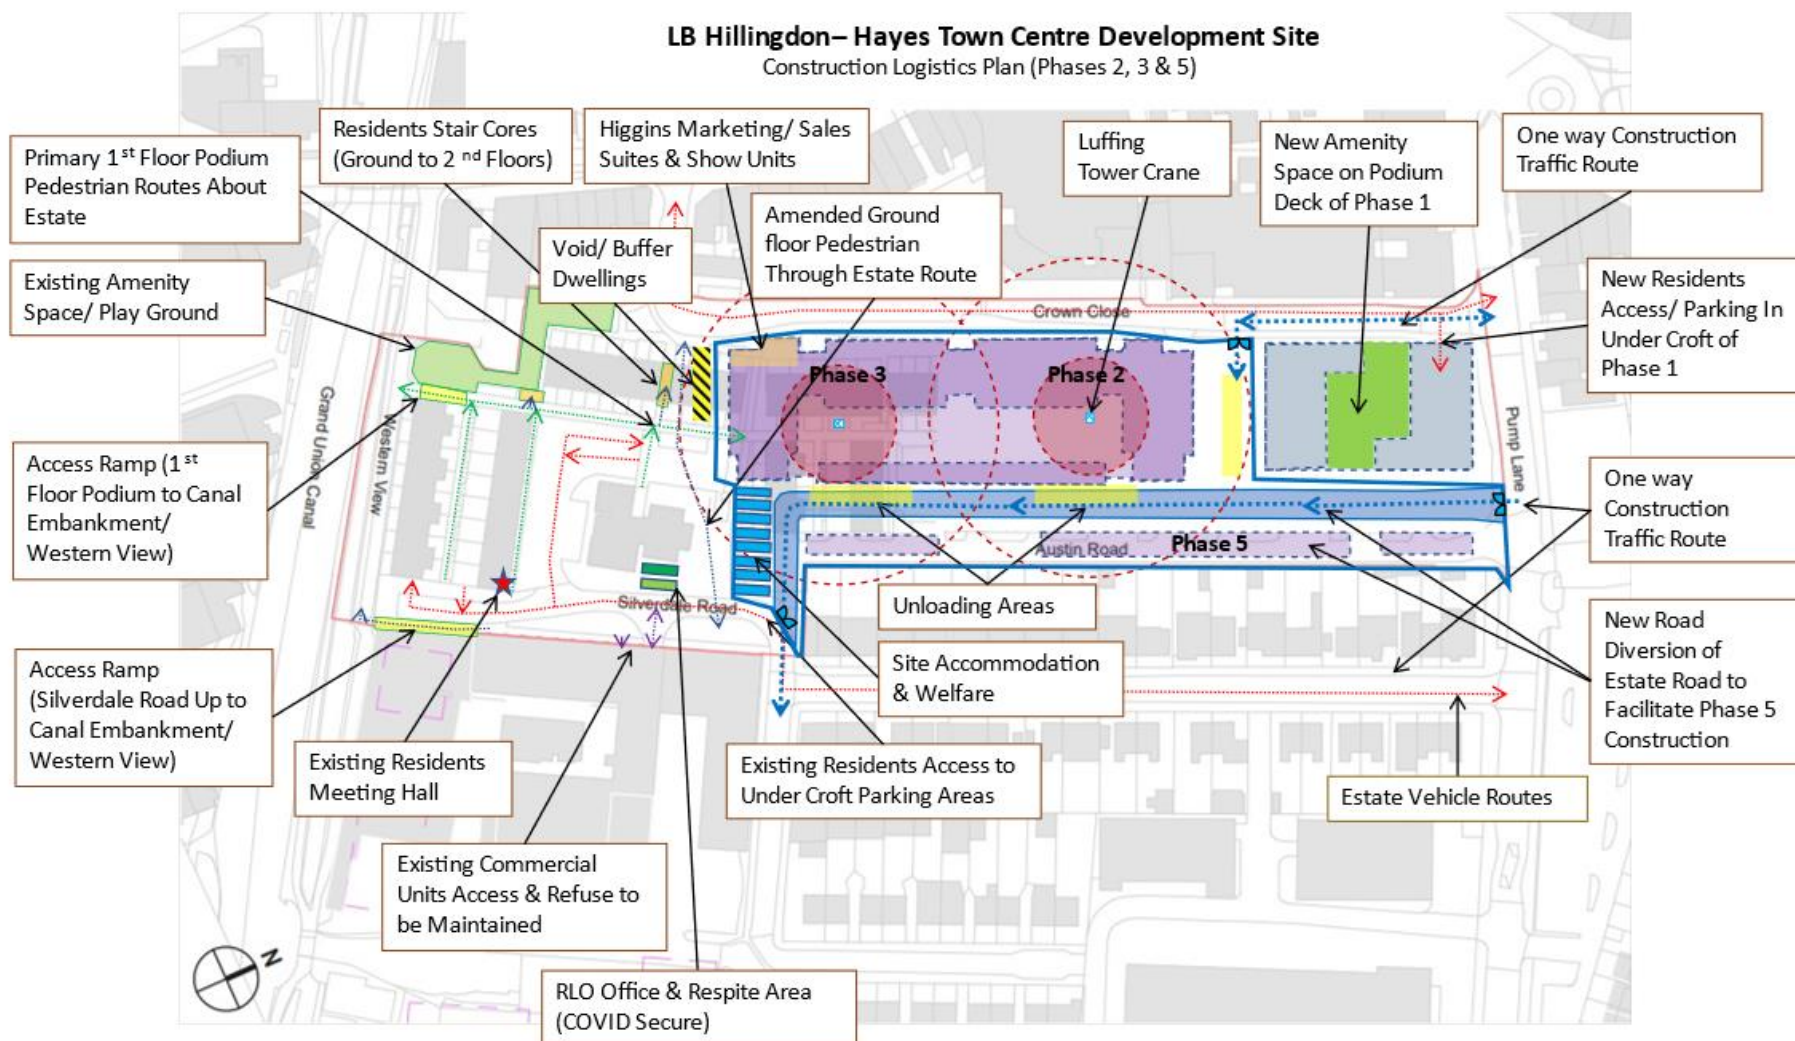 LB Hillingdon– Hayes Town Centre Development Site
Construction Logistics Plan (Phases 2, 3 & 5)
Primary 1st Floor Podium
Pedestrian Routes About
Estate
Residents Stair Cores
(Ground to 2 nd Floors)
Higgins Marketing/ Sales
Suites & Show Units
Luffing
Tower Crane
New Amenity
Space on Podium
Deck of Phase 1
One way Construction
Traffic Route
Void/ Buffer
Dwellings
Amended Ground
floor Pedestrian
Through Estate Route
Existing Amenity
Space/ Play Ground
New Residents
Access/ Parking In
Under Croft of
Phase 1
Crown Close
Phase 3
Phase 2
Grand Union Canal
Western View
Pump Lane
Access Ramp (1st
Floor Podium to Canal
Embankment/
Western View)
One way
Construction
Traffic Route
Austin Road
Phase 5
Silverdale Road
Unloading Areas
Site Accommodation
& Welfare
New Road
Diversion of
Estate Road to
Facilitate Phase 5
Construction
Access Ramp
(Silverdale Road Up to
Canal Embankment/
Western View)
Existing Residents
Meeting Hall
Existing Residents Access to
Under Croft Parking Areas
Estate Vehicle Routes
Existing Commercial
Units Access & Refuse to
be Maintained
RLO Office & Respite Area
(COVID Secure)
N